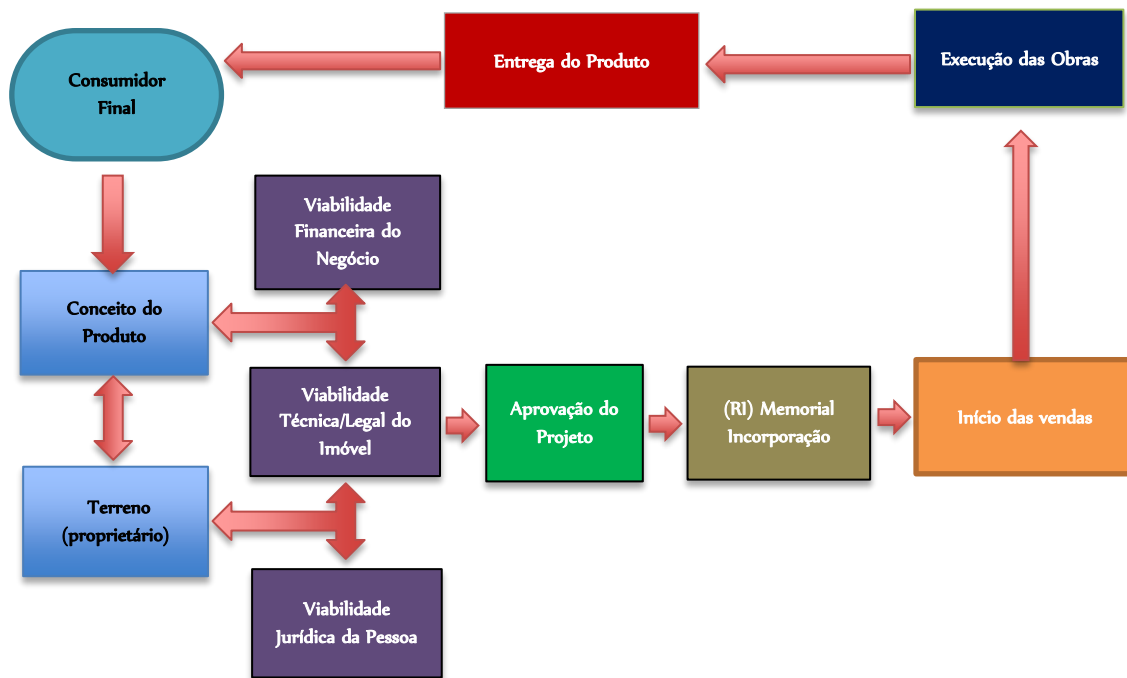 Consumidor
Final
Entrega do Produto
Execução das Obras
Viabilidade
Financeira do
Negócio
Conceito do
Produto
Viabilidade
Técnica/Legal do
Imóvel
Aprovação do
Projeto
(RI) Memorial
Incorporação
Início das vendas
Terreno
(proprietário)
Viabilidade
Jurídica da Pessoa